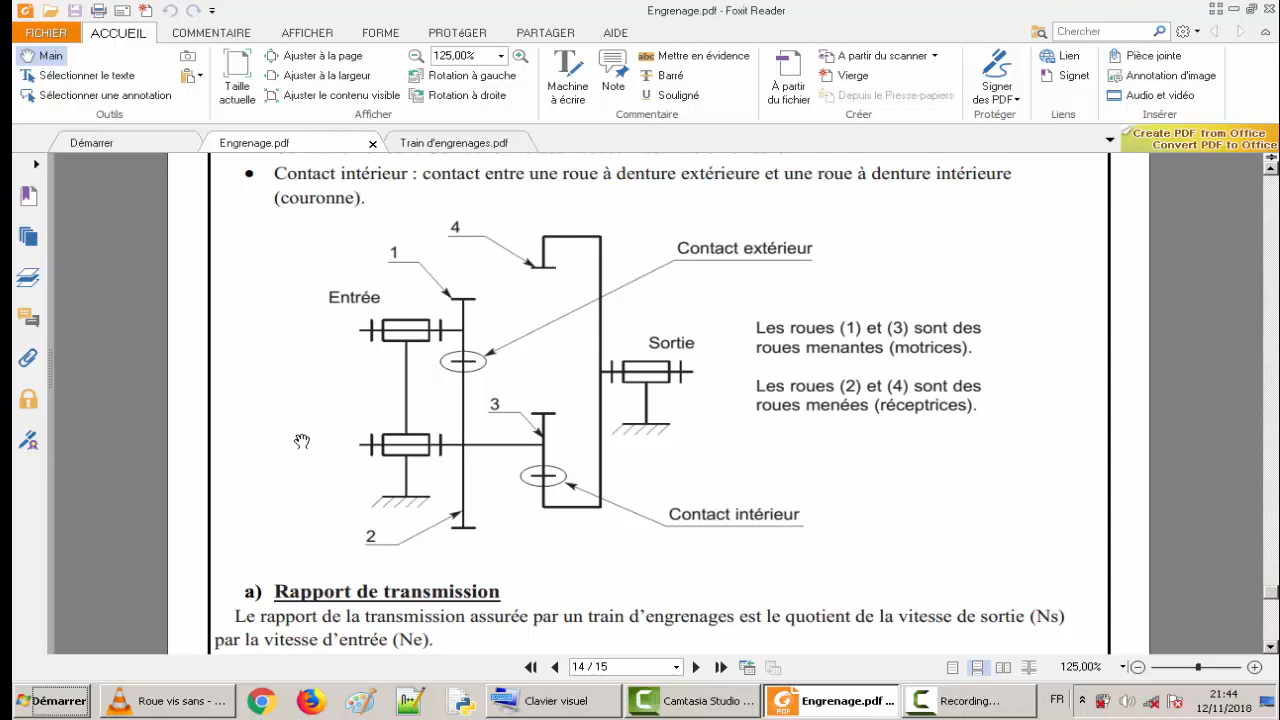 Engrenage.pdf - Foxit Reader
FICHIER ACCUEIL COMMENTAIRE AFFICHER FORME PROTéGER PARTAGER AIDE Chercher
Main
Sélectionner le texte
Sélectionner une annotation
Outils
Taille actuelle
Ajuster à la page
Ajuster à la largeur
Ajuster le contenu visible
125,00%
Rotation à gauche
Rotation à droite
Afficher
Machine à écrire
Note
abc Mettre en évidence
Barré
Souligné
Commentaire
A partir du fichier
A partir du scanner
Vierge
Depuis le Presse-papiers
Créer
Signer des PDF
Protéger
Lien
Signet
Liens
Pièce jointe
Annotation d'image
Audio et vidéo
Insérer
Démarrer Engrenage.pdf Train d'engrenages.pdf
Create PDF from Office
Convert PDF to Office
• Contact intérieur : contact entre une roue à denture extérieure et une roue à denture intérieure
(couronne).
4
1
Contact extérieur
Entrée
Les roues (1) et (3) sont des
roues menantes (motrices).
Sortie
Les roues (2) et (4) sont des
roues menées (réceptrices).
3
Contact intérieur
2
a) Rapport de transmission
Le rapport de la transmission assurée par un train d'engrenages est le quotient de la vitesse de sortie (Ns)
par la vitesse d'entrée (Ne).
14 / 15 125,00%
Démarrer Roue vis sans - ... Clavier visuel Camtasia Studio ... Engrenage.pdf ... Recording... FR 21:44
12/11/2018